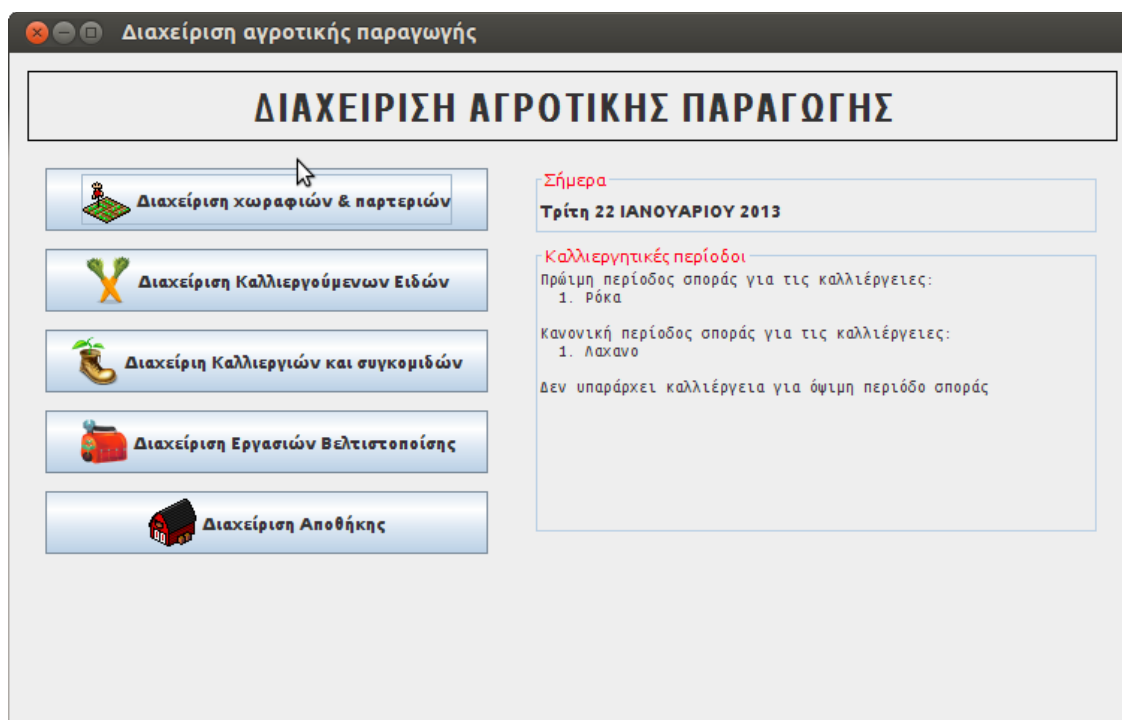 Διαχείριση αγροτικής παραγωγής
ΔΙΑΧΕΙΡΙΣΗ ΑΓΡΟΤΙΚΗΣ ΠΑΡΑΓΩΓΗΣ
Διαχείριση χωραφιών & παρτεριών
Διαχείριση Καλλιεργούμενων Ειδών
Διαχείριη Καλλιεργιών και συγκομιδών
Διαχείριση Εργασιών Βελτιστοποίσης
Διαχείριση Αποθήκης
Σήμερα
Τρίτη 22 ΙΑΝΟΥΑΡΙΟΥ 2013
Καλλιεργητικές περίοδοι
Πρώιμη περίοδος σποράς για τις καλλιέργειες:
1. Ρόκα
Κανονική περίοδος σποράς για τις καλλιέργειες:
1. Λαχανο
Δεν υπαράρχει καλλιέργεια για όψιμη περιόδο σποράς